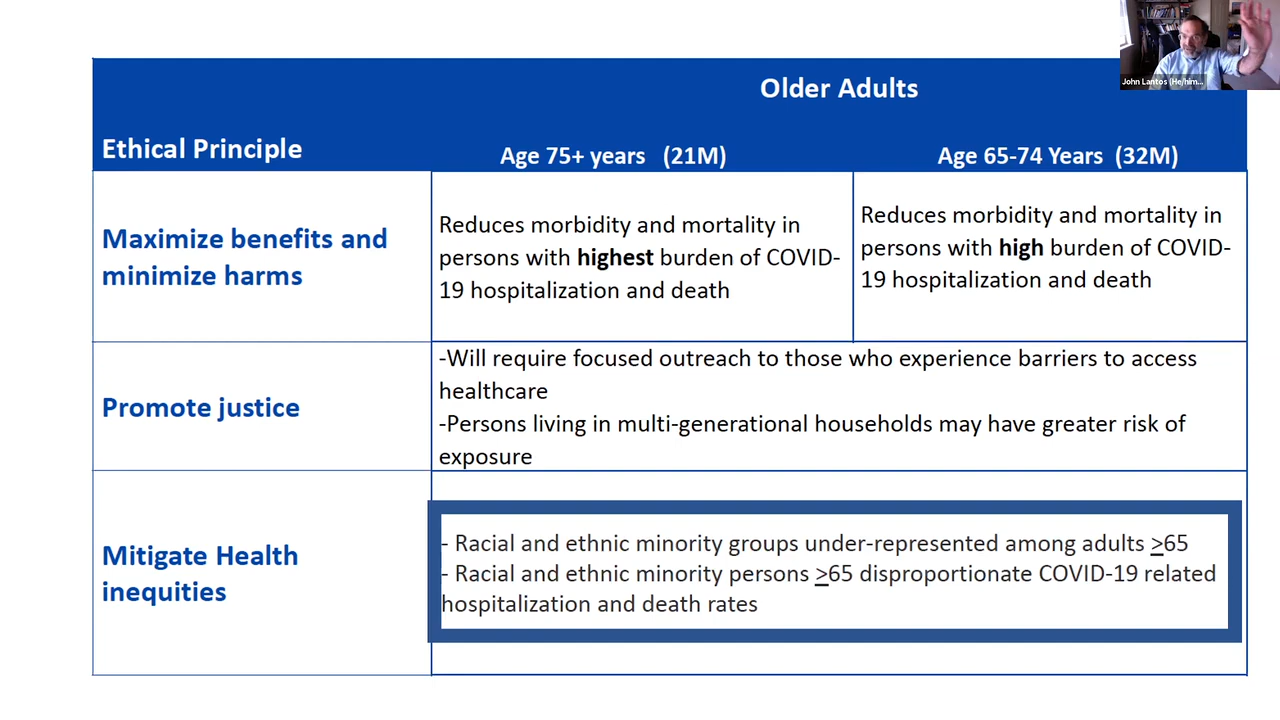 John Lantos (He/him...
Older Adults
Ethical Principle
Age 75+ years (21M)
Age 65-74 Years (32M)
Maximize benefits and
minimize harms
Reduces morbidity and mortality in
persons with highest burden of COVID-
19 hospitalization and death
Reduces morbidity and mortality in
persons with high burden of COVID-
19 hospitalization and death
Promote justice
-Will require focused outreach to those who experience barriers to access
healthcare
-Persons living in multi-generational households may have greater risk of
exposure
Mitigate Health
inequities
- Racial and ethnic minority groups under-represented among adults >65
- Racial and ethnic minority persons >65 disproportionate COVID-19 related
hospitalization and death rates